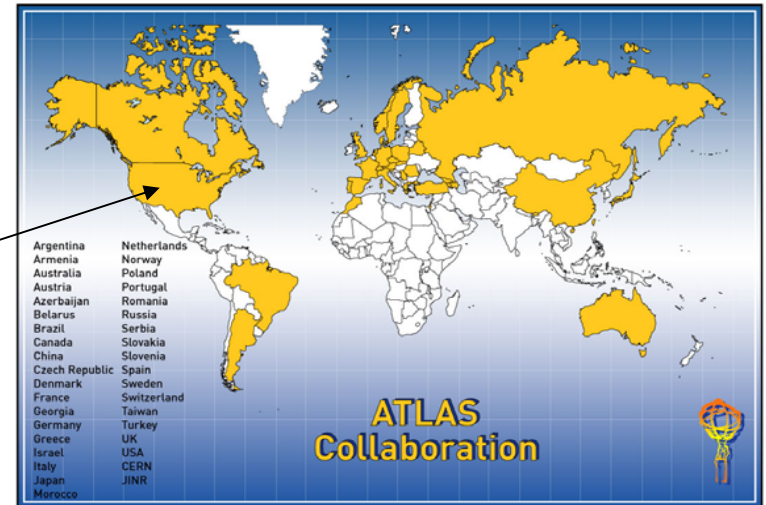 Argentina
Armenia
Australia
Austria
Azerbaijan
Belarus
Brazil
Canada
China
Czech Republic
Denmark
France
Georgia
Germany
Greece
Israel
Italy
Japan
Morocco
Netherlands
Norway
Poland
Portugal
Romania
Russia
Serbia
Slovakia
Slovenia
Spain
Sweden
Switzerland
Taiwan
Turkey
UK
USA
CERN
JINR
ATLAS
Collaboration